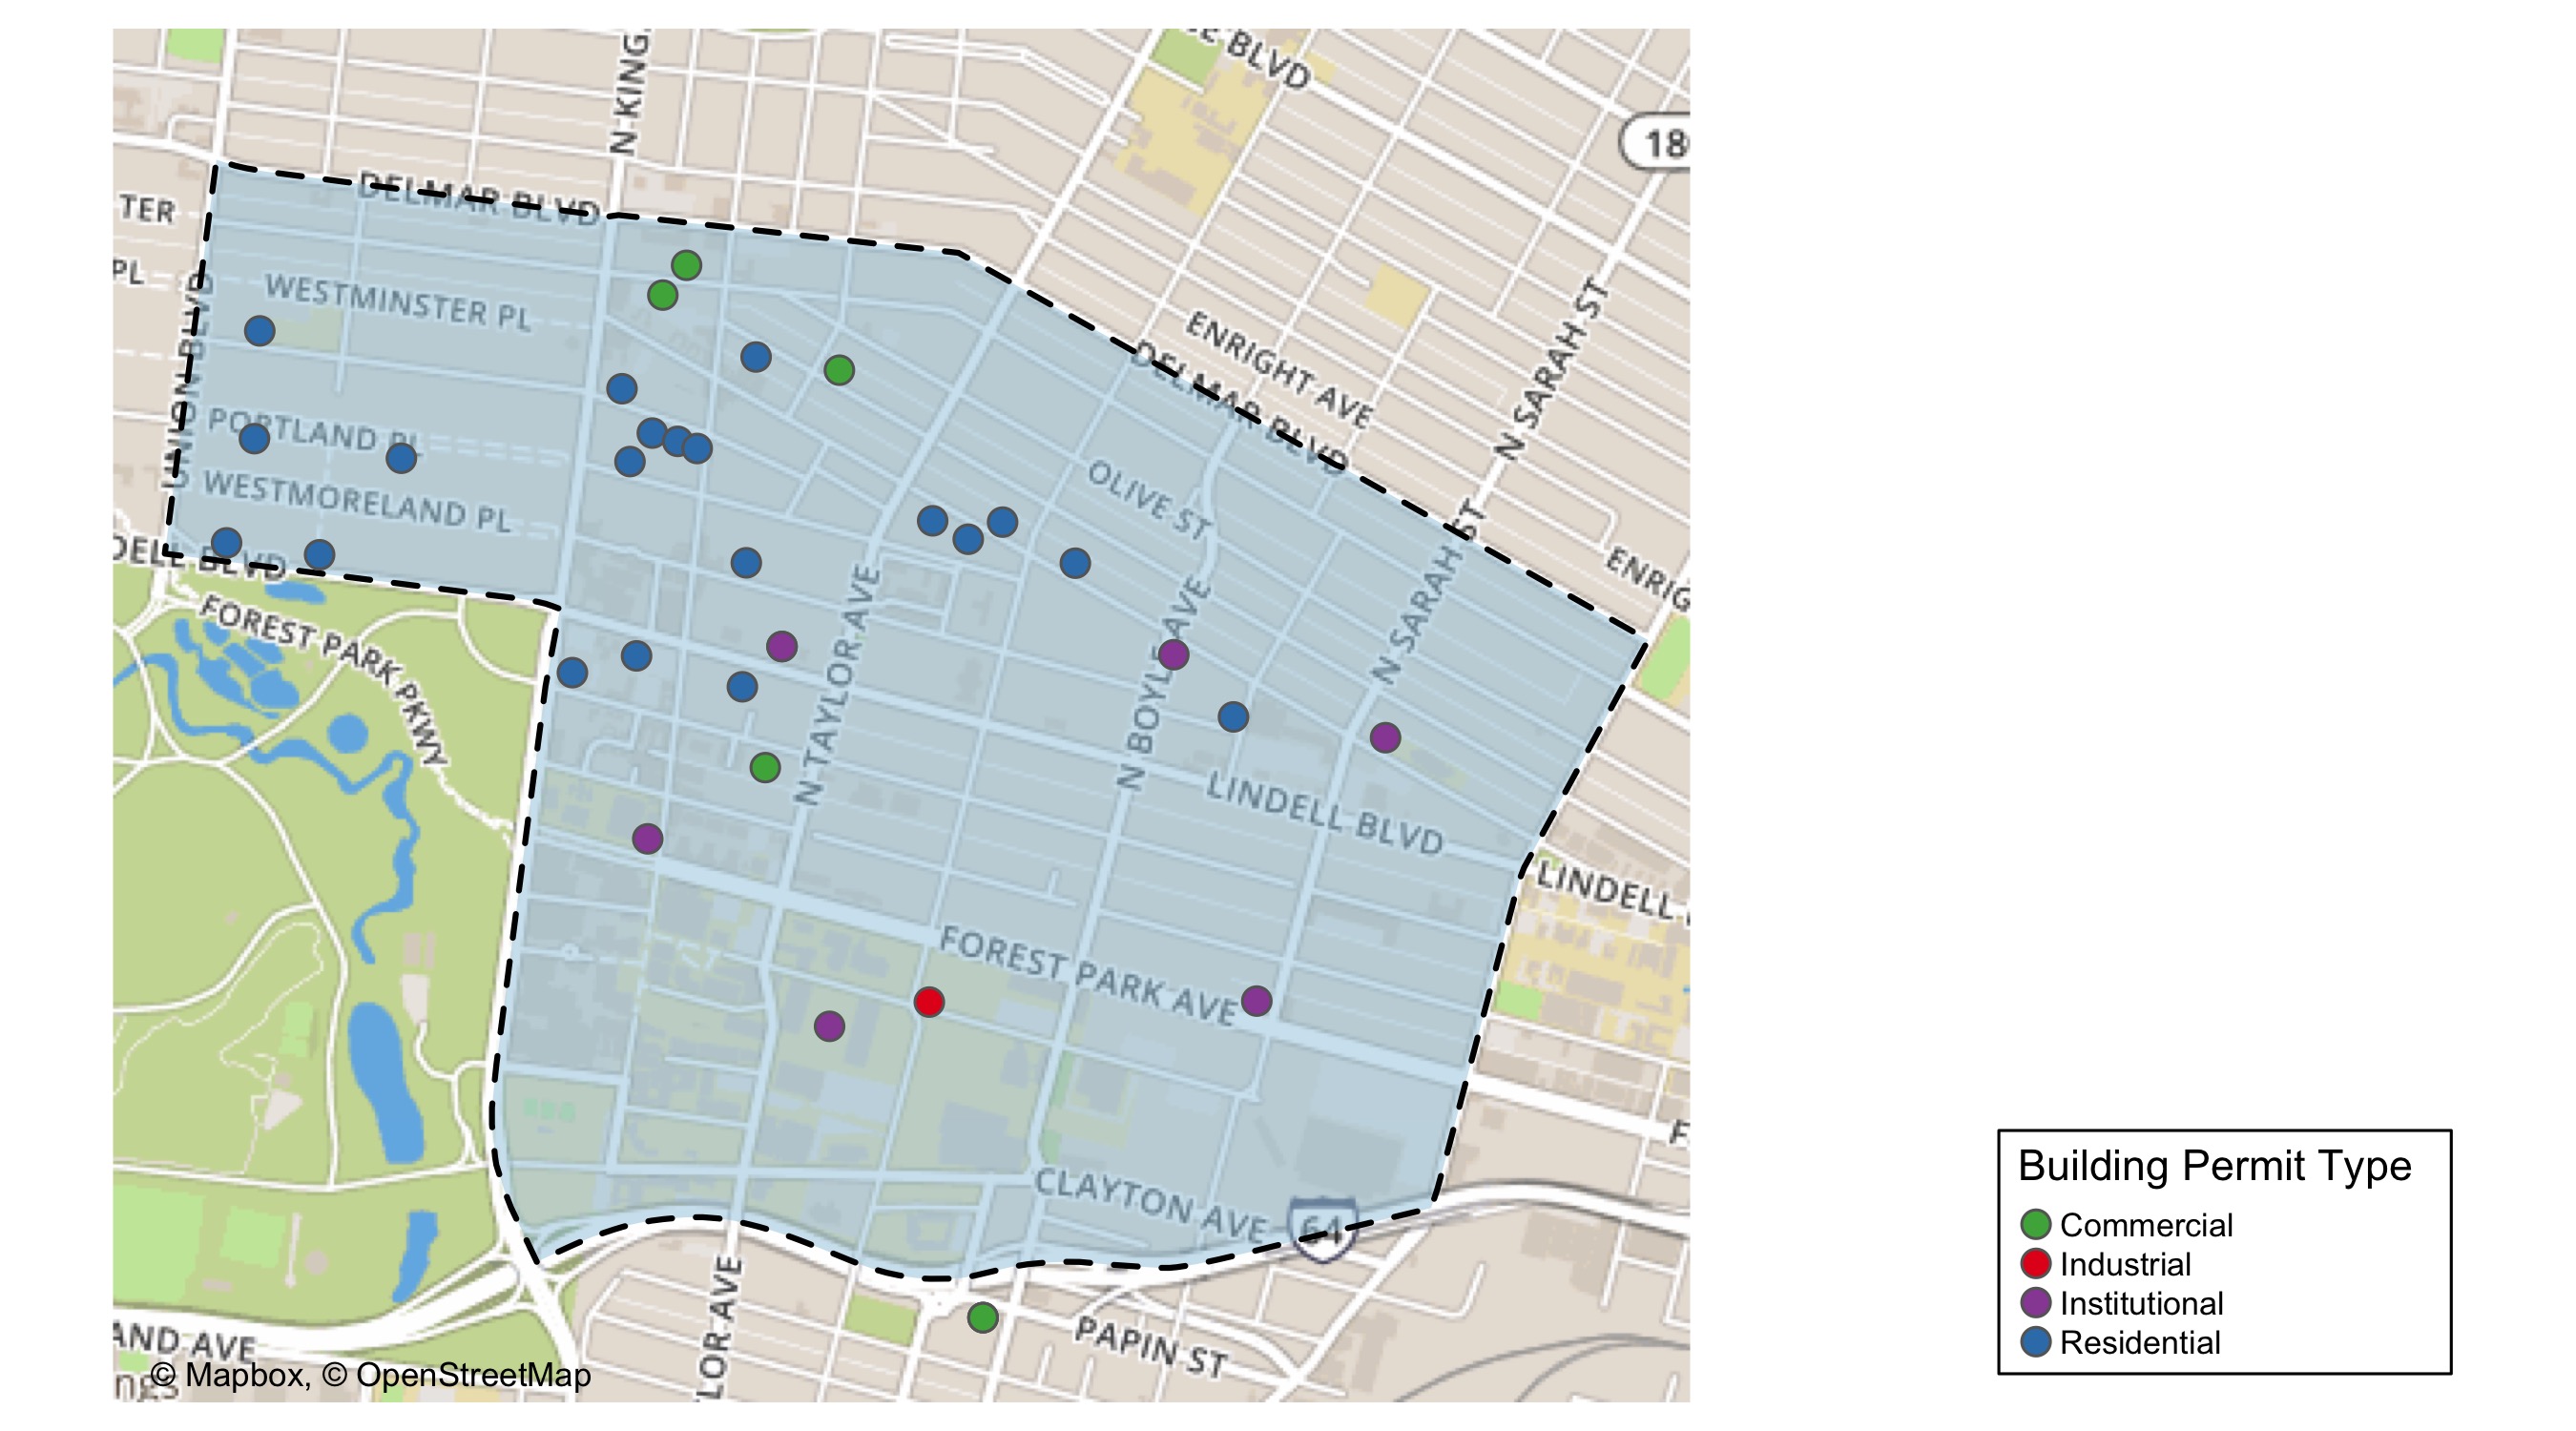 BLVD
N KING
18
TER
DELMAR BLVD
PL
WESTMINSTER PL
N SARAH ST
ENRIGHT AVE
DELMAR BLVD
UNION BLVD
PORTLAND PL
OLIVE ST
WESTMORELAND PL
N SARAH ST
DELL BLVD
ENRIG
FOREST PARK PKWY
N TAYLOR AVE
N BOYLE AVE
LINDELL BLVD
LINDELL
FOREST PARK AVE
F
CLAYTON AVE
64
Building Permit Type
Commercial
Industrial
Institutional
Residential
LOR AVE
PAPIN ST
AND AVE
© Mapbox, © OpenStreetMap